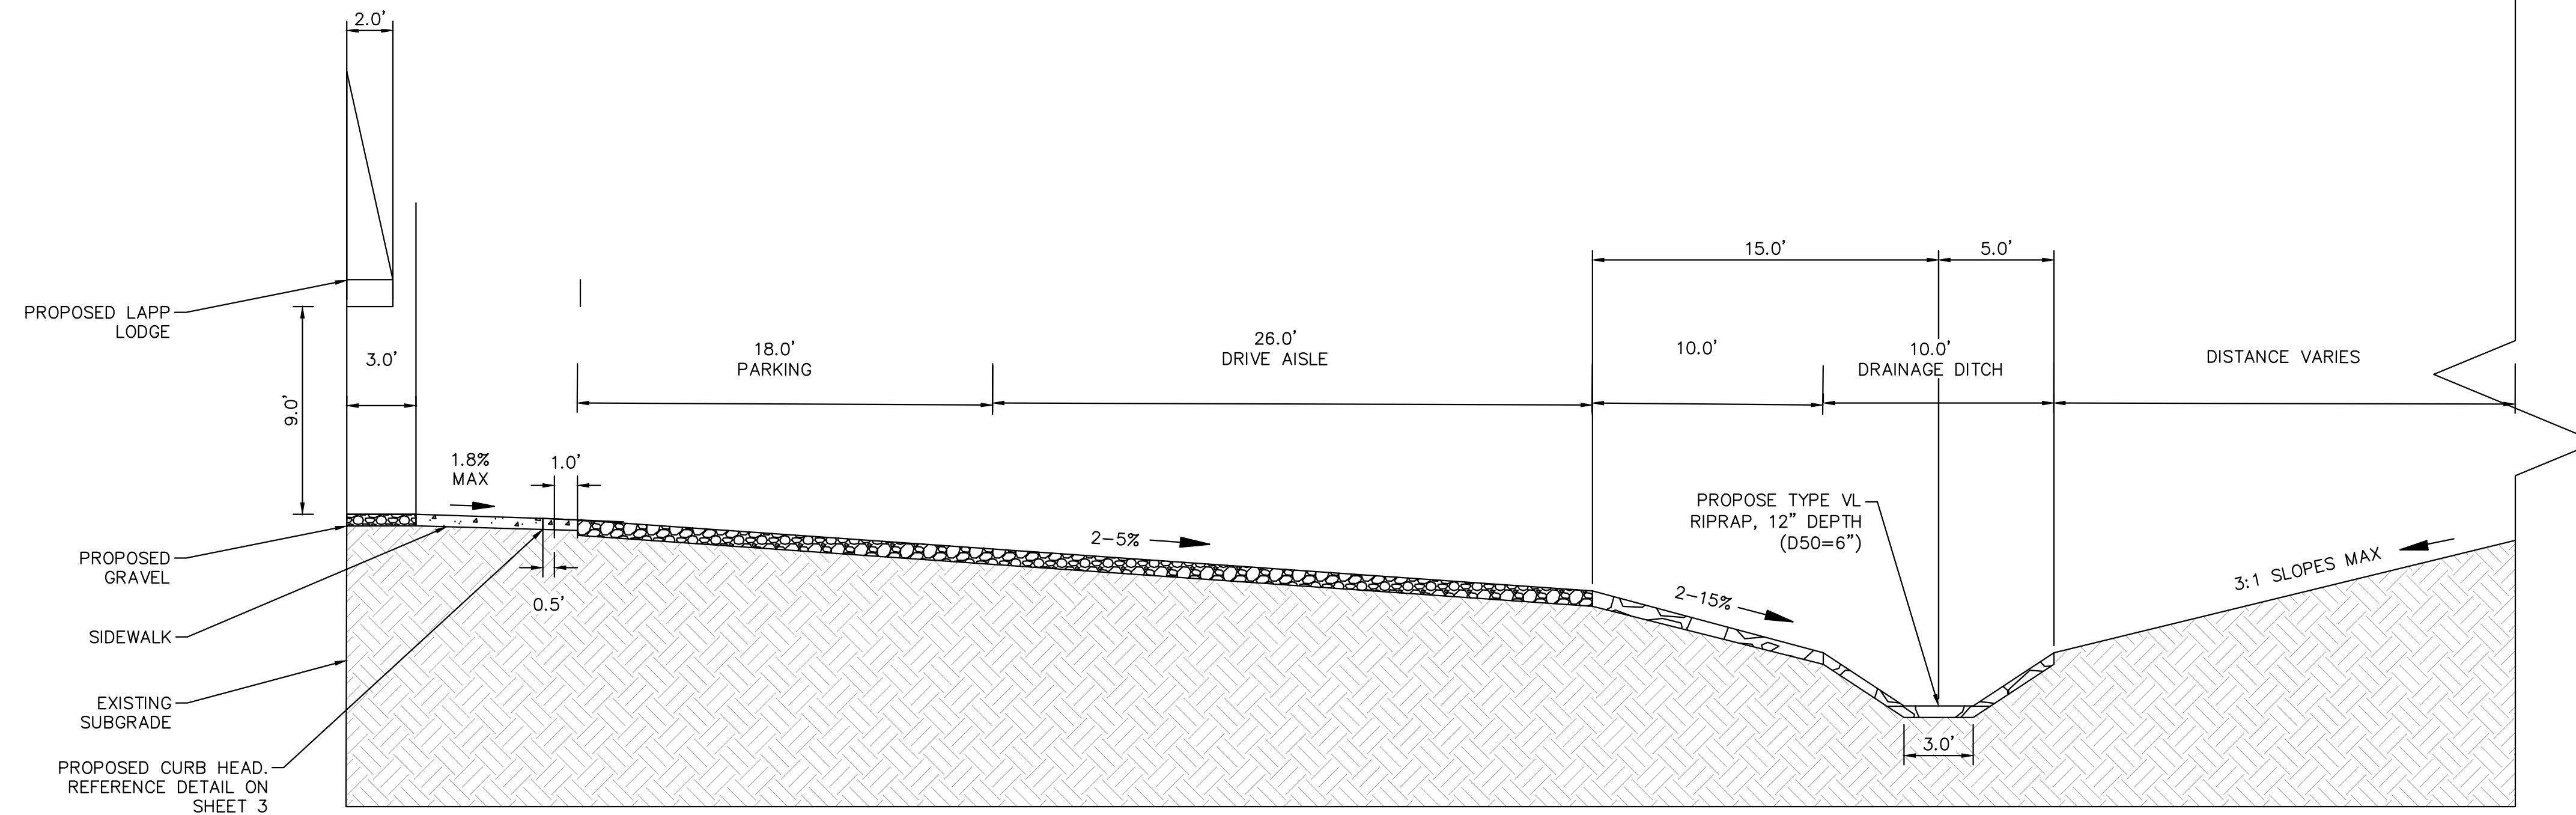 2.0'
PROPOSED LAPP
LODGE
3.0'
9.0'
18.0'
PARKING
26.0'
DRIVE AISLE
15.0'
5.0'
10.0'
10.0'
DRAINAGE DITCH
DISTANCE VARIES
1.8%
MAX
1.0'
0.5'
2-5%
2-15%
PROPOSE TYPE VL
RIPRAP, 12" DEPTH
(D50=6")
3:1 SLOPES MAX
3.0'
PROPOSED
GRAVEL
SIDEWALK
EXISTING
SUBGRADE
PROPOSED CURB HEAD.
REFERENCE DETAIL ON
SHEET 3